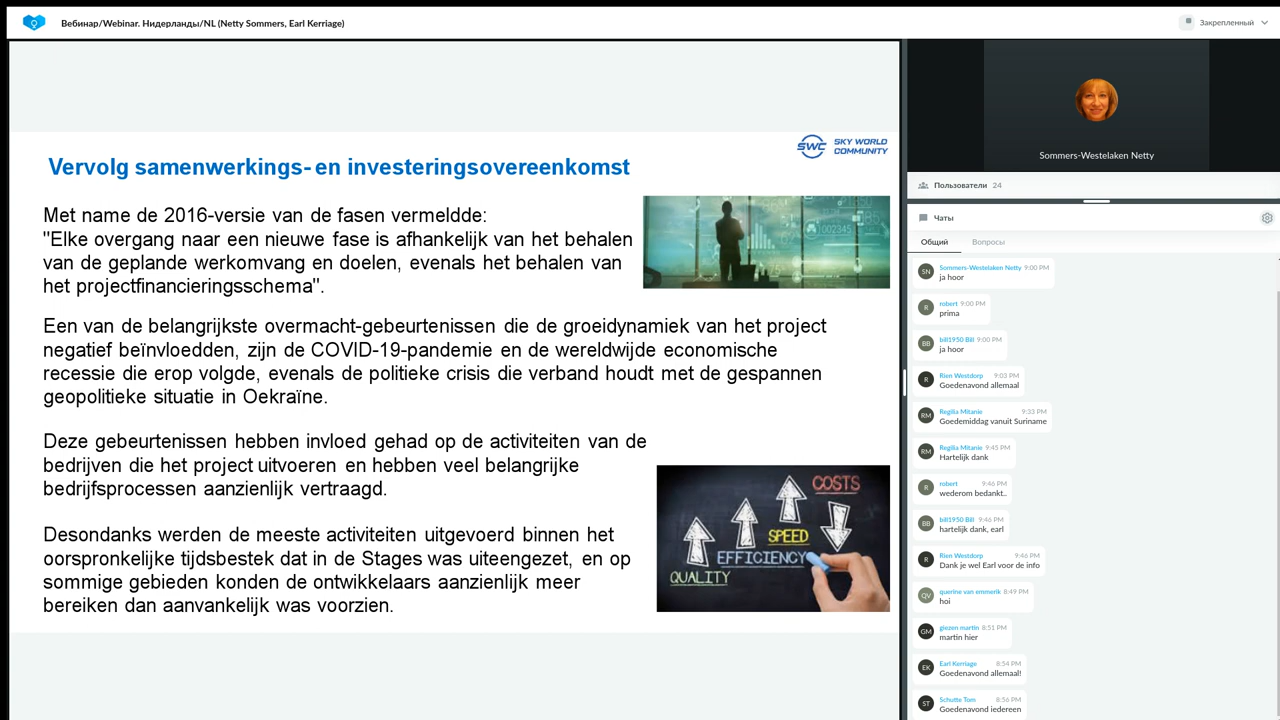 Вебинар/Webinar. Нидерланды/NL (Netty Sommers, Earl Kerriage)
Закрепленный
SWC SKY WORLD
COMMUNITY
Vervolg samenwerkings- en investeringsovereenkomst
Met name de 2016-versie van de fasen vermeldde:
"Elke overgang naar een nieuwe fase is afhankelijk van het behalen
van de geplande werkomvang en doelen, evenals het behalen van
het projectfinancieringsschema".
Een van de belangrijkste overmacht-gebeurtenissen die de groeidynamiek van het project
negatief beïnvloedden, zijn de COVID-19-pandemie en de wereldwijde economische
recessie die erop volgde, evenals de politieke crisis die verband houdt met de gespannen
geopolitieke situatie in Oekraïne.
Deze gebeurtenissen hebben invloed gehad op de activiteiten van de
bedrijven die het project uitvoeren en hebben veel belangrijke
bedrijfsprocessen aanzienlijk vertraagd.
Desondanks werden de meeste activiteiten uitgevoerd binnen het
oorspronkelijke tijdsbestek dat in de Stages was uiteengezet, en op
sommige gebieden konden de ontwikkelaars aanzienlijk meer
bereiken dan aanvankelijk was voorzien.
COSTS
SPEED
EFFICIENCY
QUALITY
Sommers-Westelaken Netty
Пользователи 24
Чаты
Общий Вопросы
SN Sommers-Westelaken Netty 9:00 PM
ja hoor
R robert 9:00 PM
prima
BB bill1950 Bill 9:00 PM
ja hoor
R Rien Westdorp 9:03 PM
Goedenavond allemaal
RM Regilia Mitanie 9:33 PM
Goedemiddag vanuit Suriname
RM Regilia Mitanie 9:45 PM
Hartelijk dank
R robert 9:46 PM
wederom bedankt..
BB bill1950 Bill 9:46 PM
hartelijk dank, earl
R Rien Westdorp 9:46 PM
Dank je wel Earl voor de info
QV querine van emmerik 8:49 PM
hoi
GM giezen martin 8:51 PM
martin hier
EK Earl Kerriage 8:54 PM
Goedenavond allemaal!
ST Schutte Tom 8:56 PM
Goedenavond iedereen